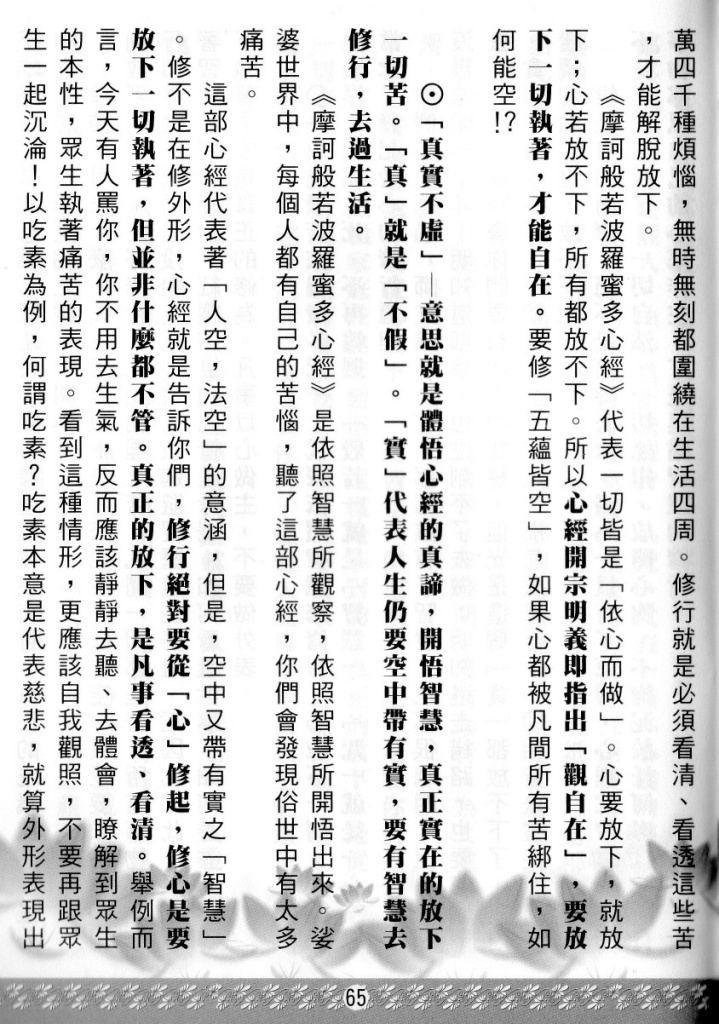 萬四千種煩惱，無時無刻都圍繞在生活四周。修行就是必須看清、看透這些苦
，才能解脫放下。
《摩訶般若波羅蜜多心經》代表一切皆是「依心而做」。心要放下，就放
下；心若放不下，所有都放不下。所以心經開宗明義即指出「觀自在」，要放
下一切執著，才能自在。要修「五蘊皆空」，如果心都被凡間所有苦綁住，如
何能空!?
⊙「真實不虛」—意思就是體悟心經的真諦，開悟智慧，真正實在的放下
一切苦。「真」就是「不假」。「實」代表人生仍要空中帶有實，要有智慧去
修行，去過生活。
《摩訶般若波羅蜜多心經》是依照智慧所觀察，依照智慧所開悟出來。娑
婆世界中，每個人都有自己的苦惱，聽了這部心經，你們會發現俗世中有太多
痛苦。
這部心經代表著「人空，法空」的意涵，但是，空中又帶有實之「智慧」
。修不是在修外形，心經就是告訴你們，修行絕對要從「心」修起，修心是要
放下一切執著，但並非什麼都不管，真正的放下，是凡事看透、看清。舉例而
言，今天有人罵你，你不用去生氣，反而應該靜靜去聽、去體會，瞭解到眾生
的本性，眾生執著痛苦的表現。看到這種情形，更應該自我觀照，不要再跟眾
生一起沉淪！以吃素為例，何謂吃素？吃素本意是代表慈悲，就算外形表現出
65